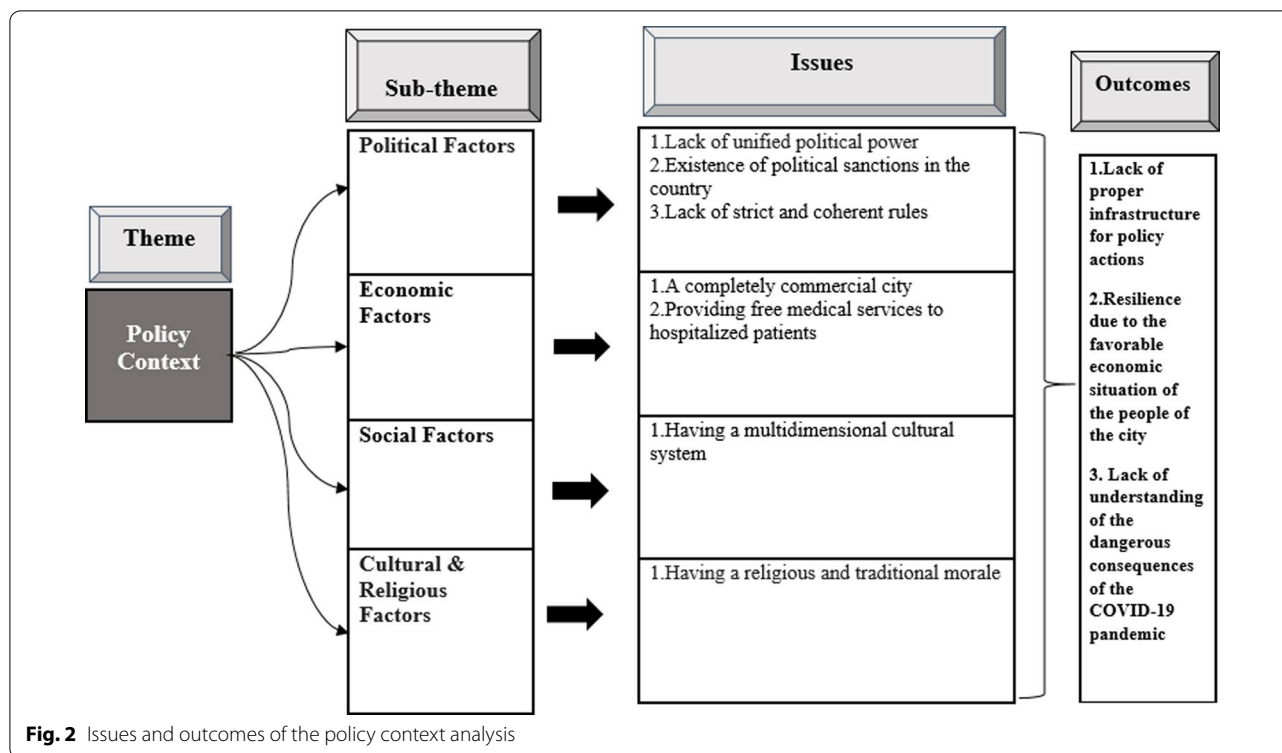 Theme
Policy
Context
Sub-theme
Political Factors
Economic
Factors
Social Factors
Cultural &
Religious
Factors
Issues
1.Lack of unified political power
2.Existence of political sanctions in the
country
3.Lack of strict and coherent rules
1.A completely commercial city
2.Providing free medical services to
hospitalized patients
1.Having a multidimensional cultural
system
1.Having a religious and traditional morale
Outcomes
1.Lack of
proper
infrastructure
for policy
actions
2.Resilience
due to the
favorable
economic
situation of
the people of
the city
3. Lack of
understanding
of the
dangerous
consequences
of the
COVID-19
pandemic
Fig. 2 Issues and outcomes of the policy context analysis